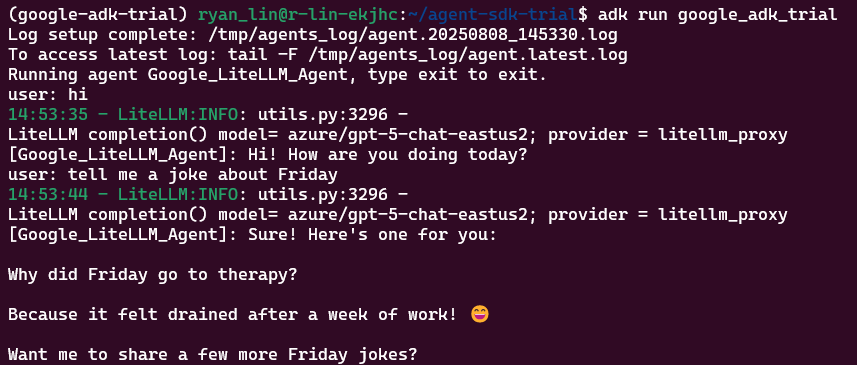 (google-adk-trial) ryan_lin@r-lin-ekjhc:~/agent-sdk-trial$ adk run google_adk_trial
Log setup complete: /tmp/agents_log/agent.20250808_145330.log
To access latest log: tail -F /tmp/agents_log/agent.latest.log
Running agent Google_LiteLLM_Agent, type exit to exit.
user: hi
14:53:35 - LiteLLM:INFO: utils.py:3296 -
LiteLLM completion() model= azure/gpt-5-chat-eastus2; provider = litellm_proxy
[Google_LiteLLM_Agent]: Hi! How are you doing today?
user: tell me a joke about Friday
14:53:44 - LiteLLM:INFO: utils.py:3296 -
LiteLLM completion() model= azure/gpt-5-chat-eastus2; provider = litellm_proxy
[Google_LiteLLM_Agent]: Sure! Here's one for you:
Why did Friday go to therapy?
Because it felt drained after a week of work! 😄
Want me to share a few more Friday jokes?